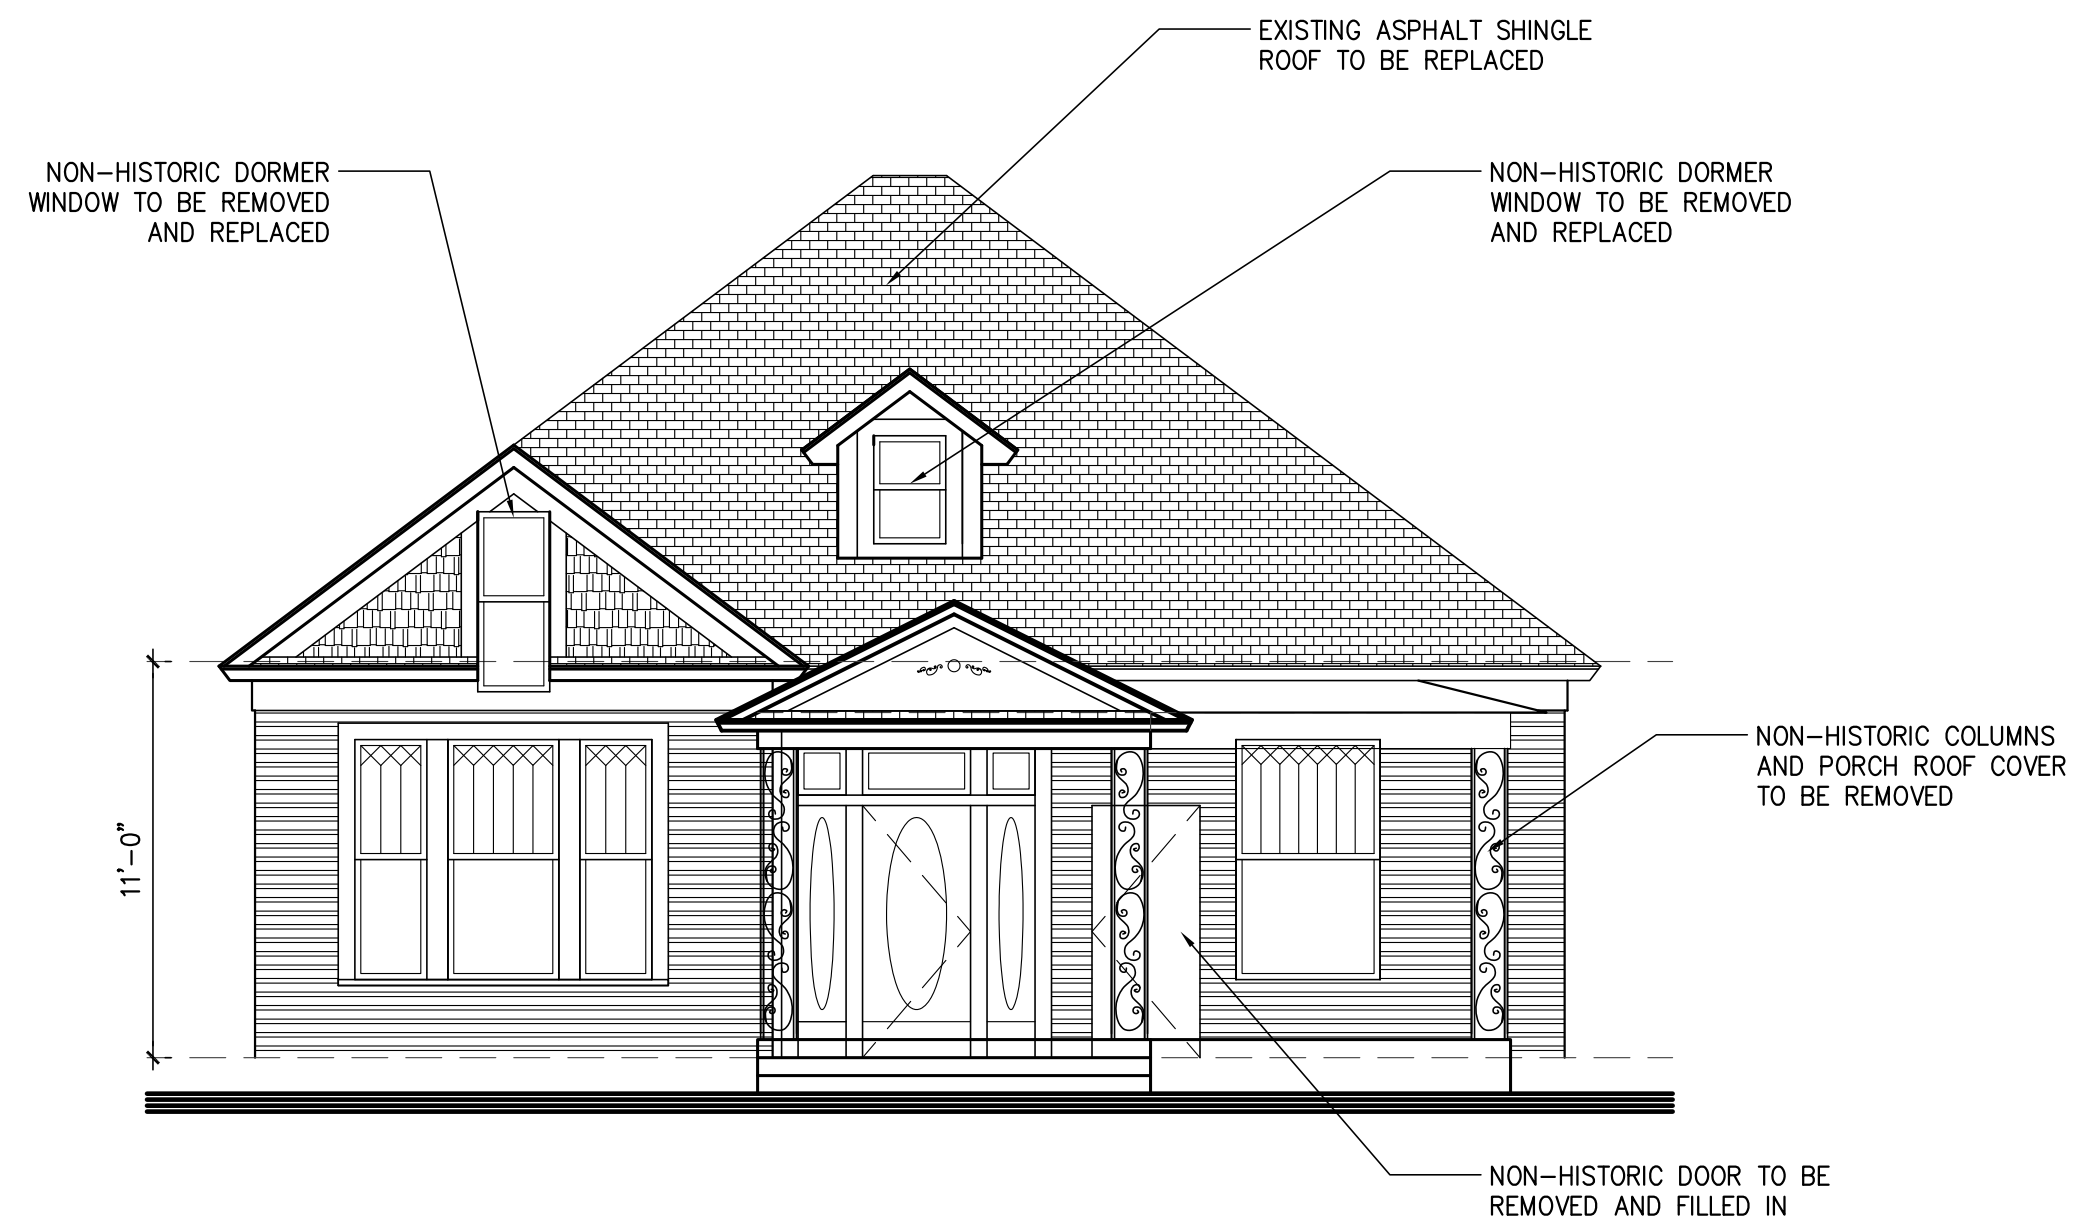 EXISTING ASPHALT SHINGLE
ROOF TO BE REPLACED
NON-HISTORIC DORMER
WINDOW TO BE REMOVED
AND REPLACED
NON-HISTORIC DORMER
WINDOW TO BE REMOVED
AND REPLACED
NON-HISTORIC COLUMNS
AND PORCH ROOF COVER
TO BE REMOVED
11'-0"
NON-HISTORIC DOOR TO BE
REMOVED AND FILLED IN